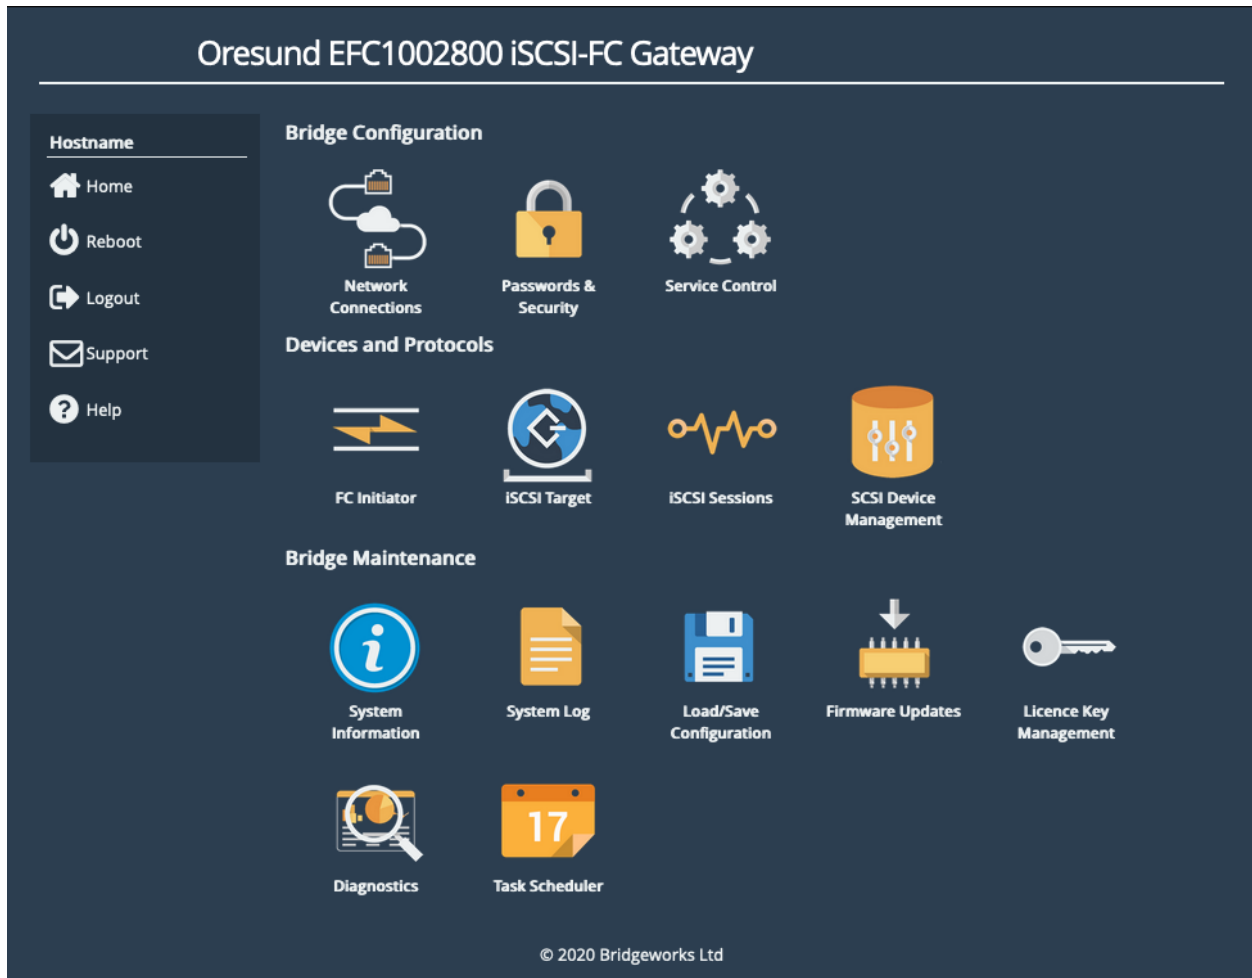 Oresund EFC1002800 iSCSI-FC Gateway
Hostname
Home
Reboot
Logout
Support
? Help
Bridge Configuration
Network
Connections
Passwords &
Security
Service Control
Devices and Protocols
FC Initiator
iSCSI Target
iSCSI Sessions
SCSI Device
Management
Bridge Maintenance
i
System
Information
System Log
Load/Save
Configuration
Firmware Updates
Licence Key
Management
Diagnostics
17
Task Scheduler
© 2020 Bridgeworks Ltd